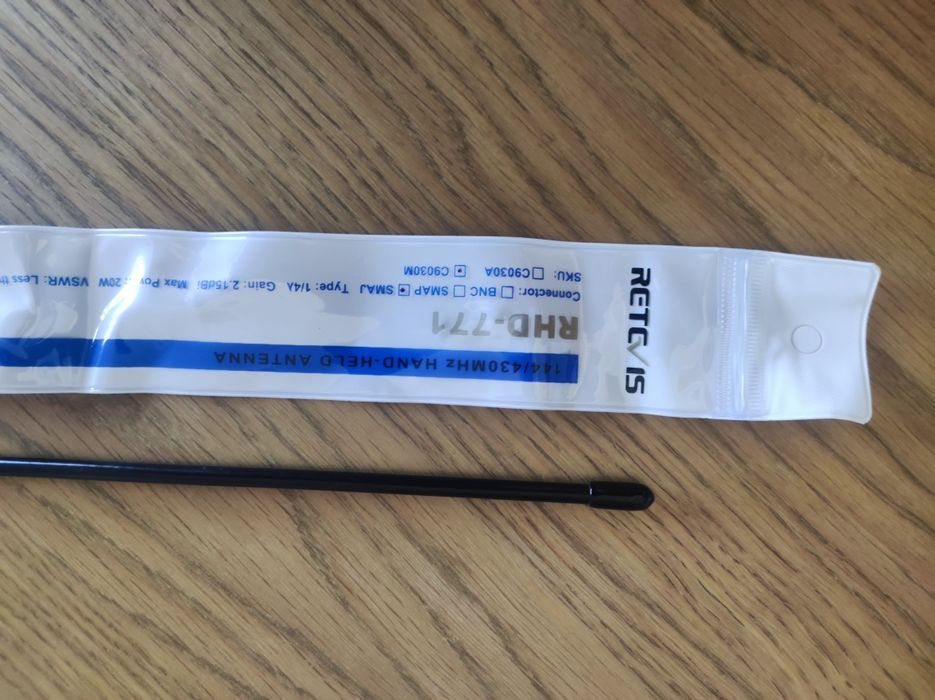 RETEVIS
144/430MHz HAND-HELD ANTENNA
RHD-771
Connector: ☐ BNC ☐ SMAP ☑ SMAJ Type: 1/4λ Gain: 2.15dBi Max Power: 20W VSWR: Less
SKU: ☐ C9030A ☑ C9030M